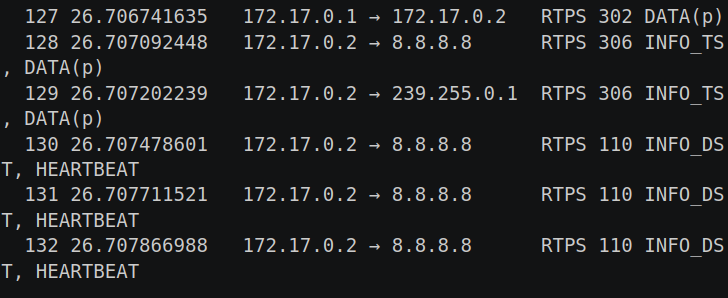 127 26.706741635   172.17.0.1 → 172.17.0.2   RTPS 302 DATA(p)
128 26.707092448   172.17.0.2 → 8.8.8.8      RTPS 306 INFO_TS
, DATA(p)
129 26.707202239   172.17.0.2 → 239.255.0.1  RTPS 306 INFO_TS
, DATA(p)
130 26.707478601   172.17.0.2 → 8.8.8.8      RTPS 110 INFO_DS
T, HEARTBEAT
131 26.707711521   172.17.0.2 → 8.8.8.8      RTPS 110 INFO_DS
T, HEARTBEAT
132 26.707866988   172.17.0.2 → 8.8.8.8      RTPS 110 INFO_DS
T, HEARTBEAT